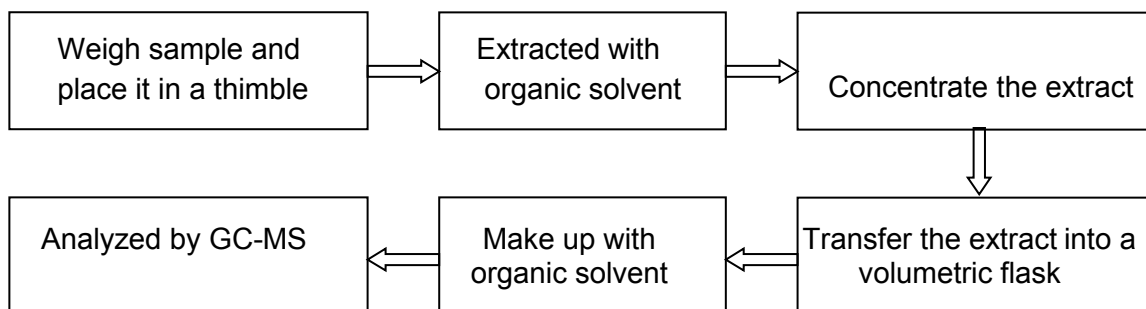 Weigh sample and
place it in a thimble
Extracted with
organic solvent
Concentrate the extract
Transfer the extract into a
volumetric flask
Make up with
organic solvent
Analyzed by GC-MS